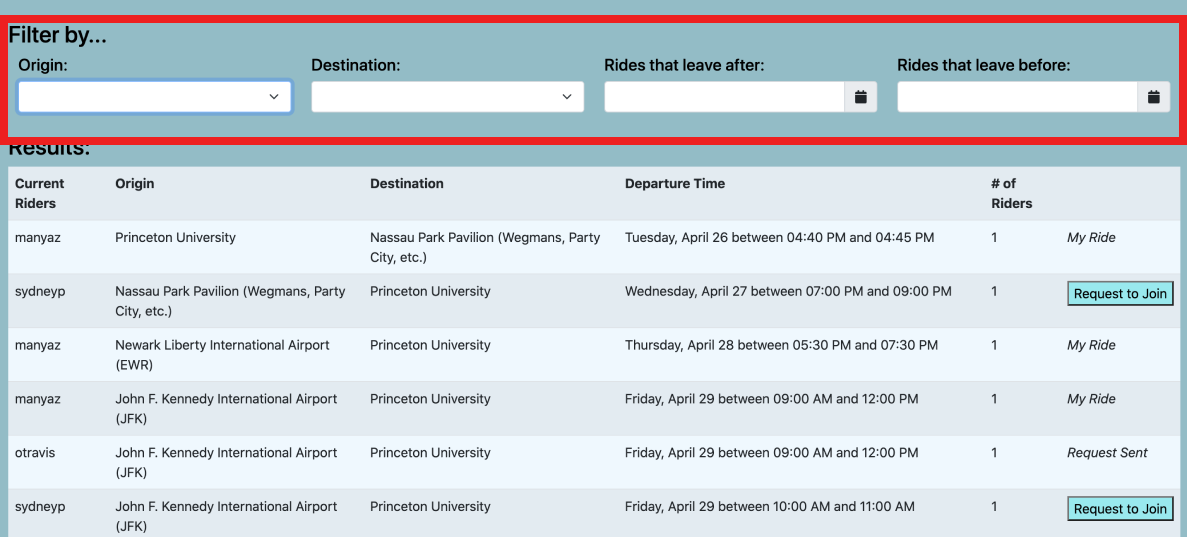 Filter by...
Origin: Destination: Rides that leave after: Rides that leave before:
Results:
Current Riders Origin Destination Departure Time # of Riders
manyaz Princeton University Nassau Park Pavilion (Wegmans, Party City, etc.) Tuesday, April 26 between 04:40 PM and 04:45 PM 1 My Ride
sydneyp Nassau Park Pavilion (Wegmans, Party City, etc.) Princeton University Wednesday, April 27 between 07:00 PM and 09:00 PM 1 Request to Join
manyaz Newark Liberty International Airport (EWR) Princeton University Thursday, April 28 between 05:30 PM and 07:30 PM 1 My Ride
manyaz John F. Kennedy International Airport (JFK) Princeton University Friday, April 29 between 09:00 AM and 12:00 PM 1 My Ride
otravis John F. Kennedy International Airport (JFK) Princeton University Friday, April 29 between 09:00 AM and 12:00 PM 1 Request Sent
sydneyp John F. Kennedy International Airport (JFK) Princeton University Friday, April 29 between 10:00 AM and 11:00 AM 1 Request to Join